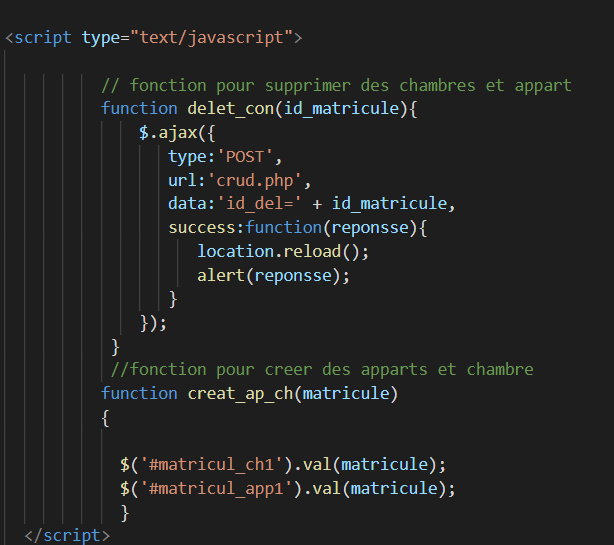 <script type="text/javascript">
// fonction pour supprimer des chambres et appart
function delet_con(id_matricule){
$.ajax({
type:'POST',
url:'crud.php',
data:'id_del=' + id_matricule,
success:function(reponsse){
location.reload();
alert(reponsse);
}
});
}
//fonction pour creer des apparts et chambre
function creat_ap_ch(matricule)
{
$('#matricul_ch1').val(matricule);
$('#matricul_app1').val(matricule);
}
</script>